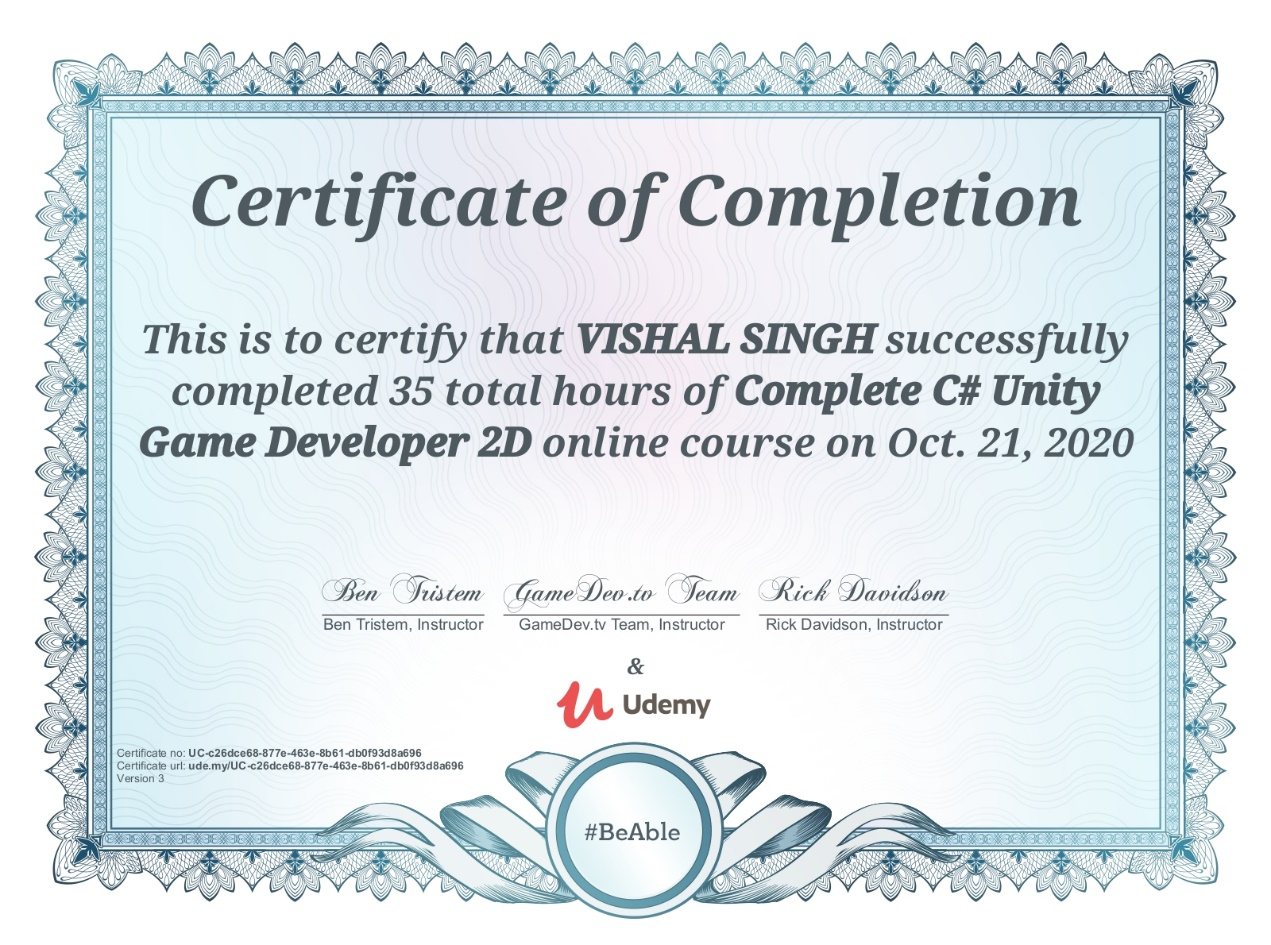 Certificate of Completion
This is to certify that VISHAL SINGH successfully
completed 35 total hours of Complete C# Unity
Game Developer 2D online course on Oct. 21, 2020
Ben Tristem GameDev.tv Team Rick Davidson
Ben Tristem, Instructor GameDev.tv Team, Instructor Rick Davidson, Instructor
&
Udemy
Certificate no: UC-c26dce68-877e-463e-8b61-db0f93d8a696
Certificate url: ude.my/UC-c26dce68-877e-463e-8b61-db0f93d8a696
Version 3
#BeAble